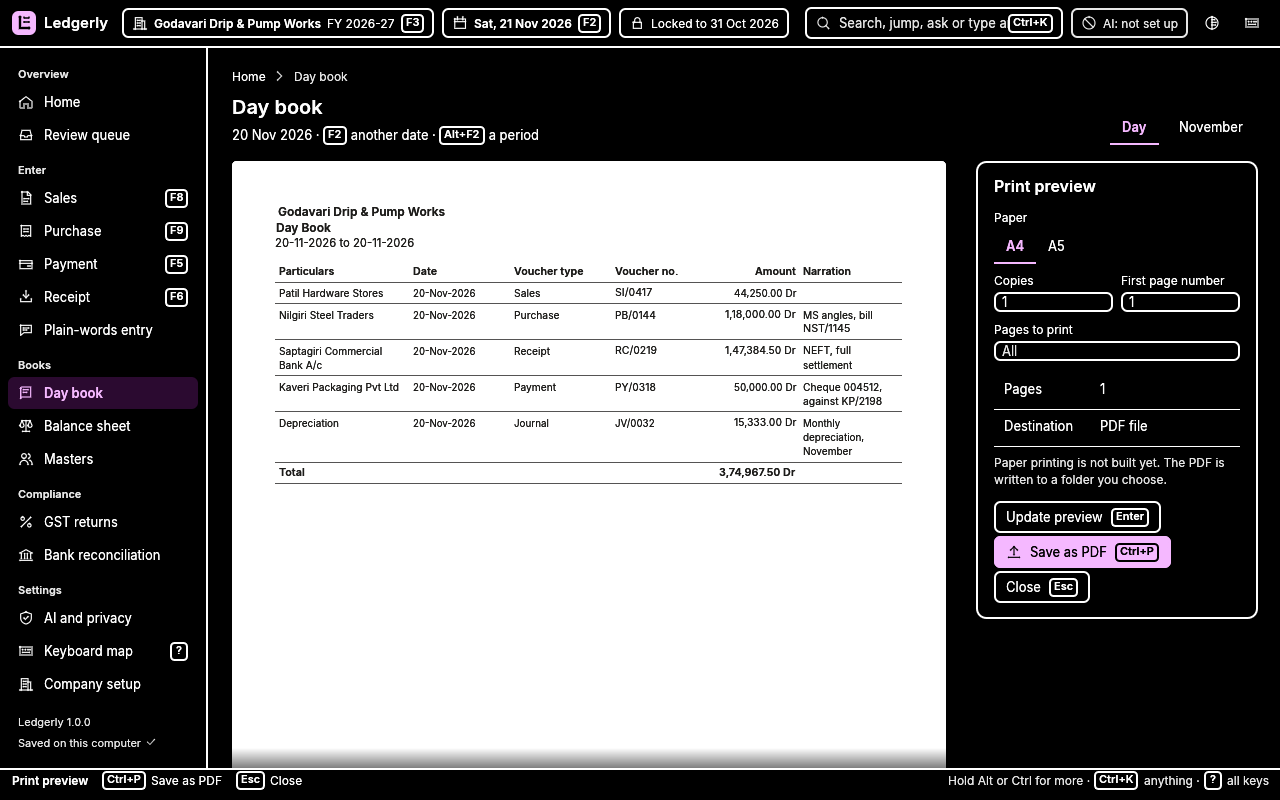 Ledgerly
Godavari Drip & Pump Works FY 2026-27 F3
Sat, 21 Nov 2026 F2
Locked to 31 Oct 2026
Search, jump, ask or type a Ctrl+K
AI: not set up
Overview
Home
Review queue
Enter
Sales F8
Purchase F9
Payment F5
Receipt F6
Plain-words entry
Books
Day book
Balance sheet
Masters
Compliance
GST returns
Bank reconciliation
Settings
AI and privacy
Keyboard map ?
Company setup
Ledgerly 1.0.0
Saved on this computer
Home > Day book
Day book
20 Nov 2026 · F2 another date · Alt+F2 a period
Day November
Godavari Drip & Pump Works
Day Book
20-11-2026 to 20-11-2026
Particulars Date Voucher type Voucher no. Amount Narration
Patil Hardware Stores 20-Nov-2026 Sales SI/0417 44,250.00 Dr
Nilgiri Steel Traders 20-Nov-2026 Purchase PB/0144 1,18,000.00 Dr MS angles, bill
NST/1145
Saptagiri Commercial 20-Nov-2026 Receipt RC/0219 1,47,384.50 Dr NEFT, full
Bank A/c settlement
Kaveri Packaging Pvt Ltd 20-Nov-2026 Payment PY/0318 50,000.00 Dr Cheque 004512,
against KP/2198
Depreciation 20-Nov-2026 Journal JV/0032 15,333.00 Dr Monthly
depreciation,
November
Total 3,74,967.50 Dr
Print preview
Paper
A4 A5
Copies First page number
1 1
Pages to print
All
Pages 1
Destination PDF file
Paper printing is not built yet. The PDF is
written to a folder you choose.
Update preview Enter
Save as PDF Ctrl+P
Close Esc
Print preview Ctrl+P Save as PDF Esc Close
Hold Alt or Ctrl for more · Ctrl+K anything · ? all keys